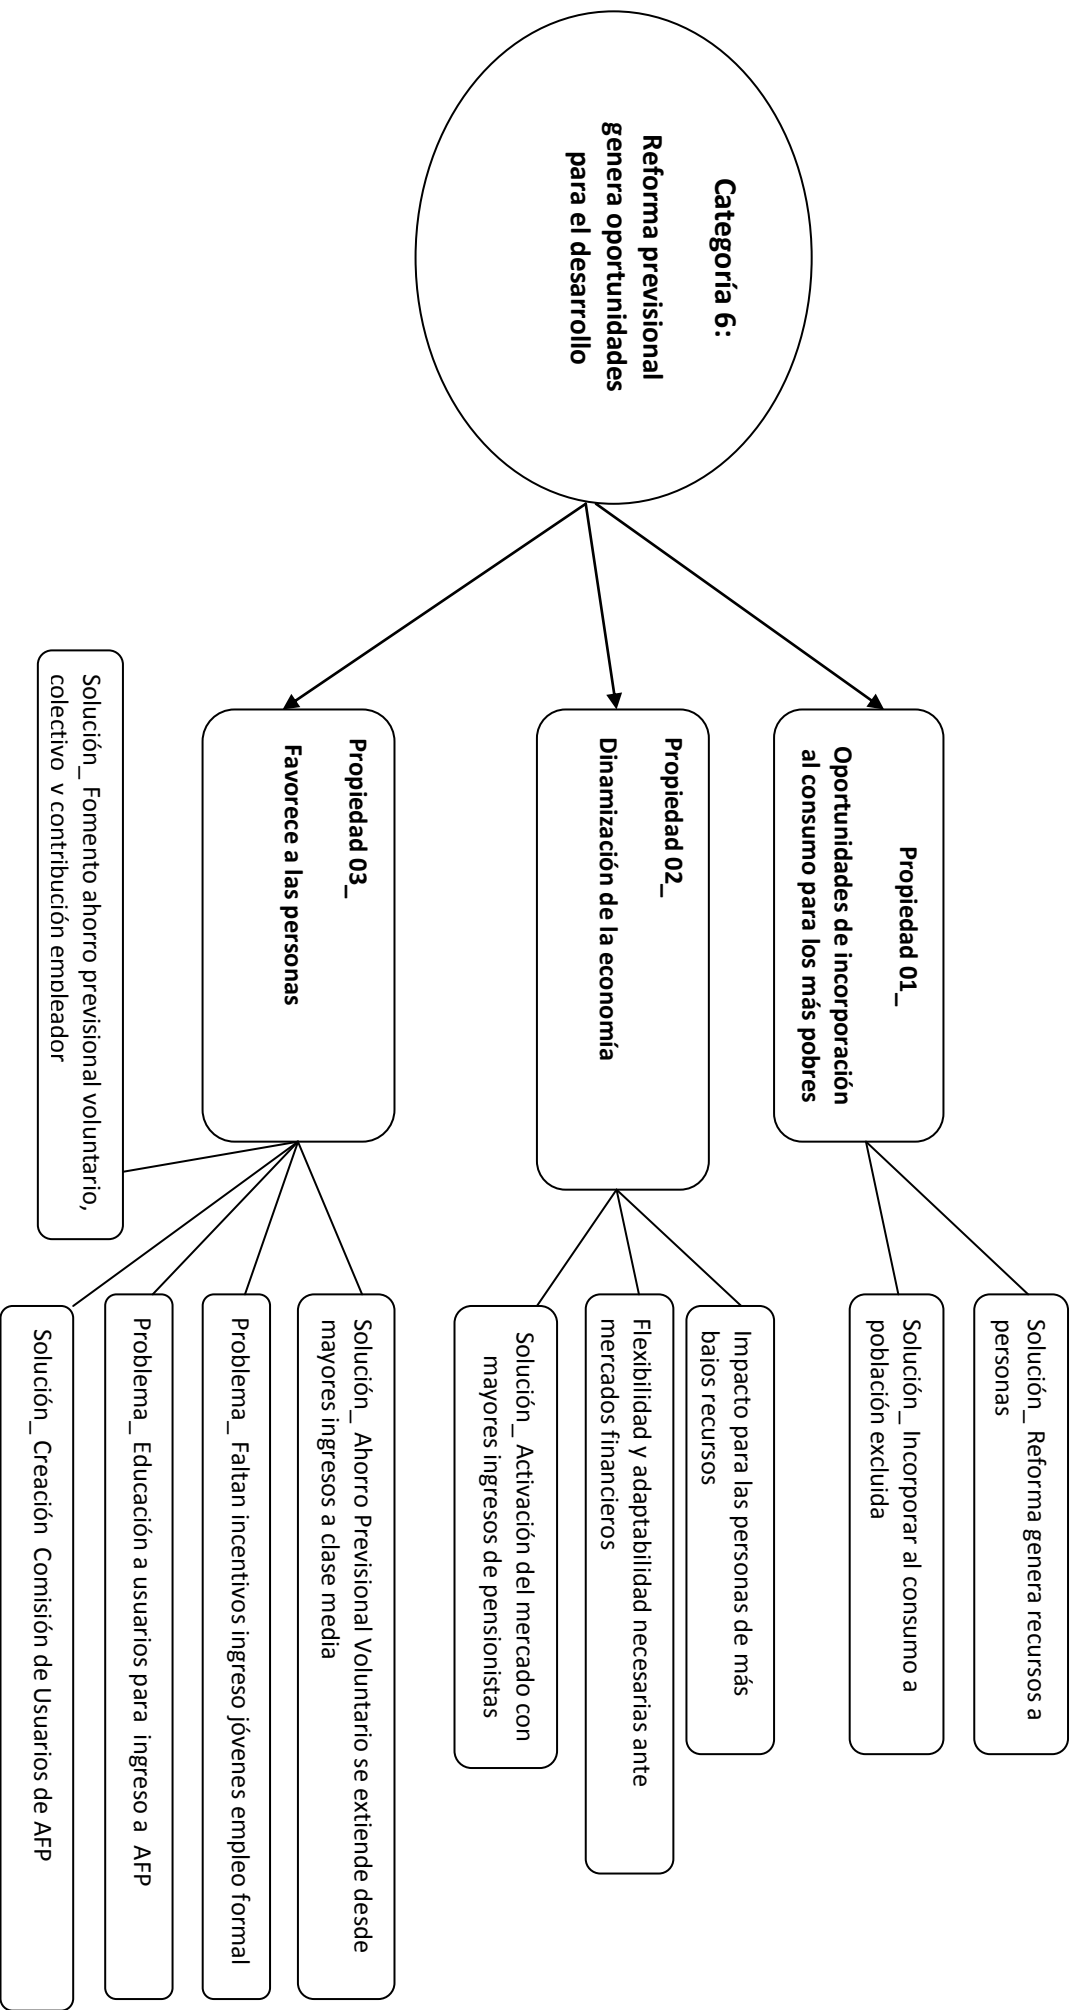 Categoría 6:
Reforma previsional
genera oportunidades
para el desarrollo
Propiedad 01_
Oportunidades de incorporación
al consumo para los más pobres
Solución_ Reforma genera recursos a
personas
Solución_ Incorporar al consumo a
población excluida
Propiedad 02_
Dinamización de la economía
Impacto para las personas de más
bajos recursos
Flexibilidad y adaptabilidad necesarias ante
mercados financieros
Solución_ Activación del mercado con
mayores ingresos de pensionistas
Propiedad 03_
Favorece a las personas
Solución_ Ahorro Previsional Voluntario se extiende desde
mayores ingresos a clase media
Problema_ Faltan incentivos ingreso jóvenes empleo formal
Problema_ Educación a usuarios para ingreso a AFP
Solución_ Creación Comisión de Usuarios de AFP
Solución_ Fomento ahorro previsional voluntario,
colectivo y contribución empleador